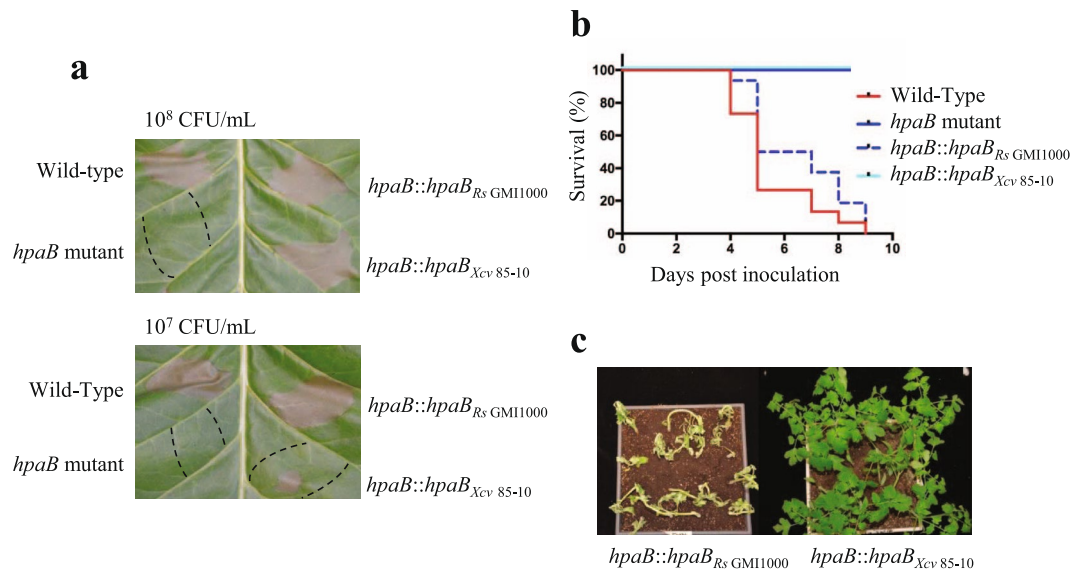 a
10⁸ CFU/mL
Wild-type
hpaB::hpaB Rs GMI1000
hpaB mutant
hpaB::hpaB Xcv 85-10
10⁷ CFU/mL
Wild-Type
hpaB::hpaB Rs GMI1000
hpaB mutant
hpaB::hpaB Xcv 85-10
b
Survival (%)
100
80
60
40
20
0
0 2 4 6 8 10
Days post inoculation
Wild-Type
hpaB mutant
hpaB::hpaB Rs GMI1000
hpaB::hpaB Xcv 85-10
c
hpaB::hpaB Rs GMI1000 hpaB::hpaB Xcv 85-10